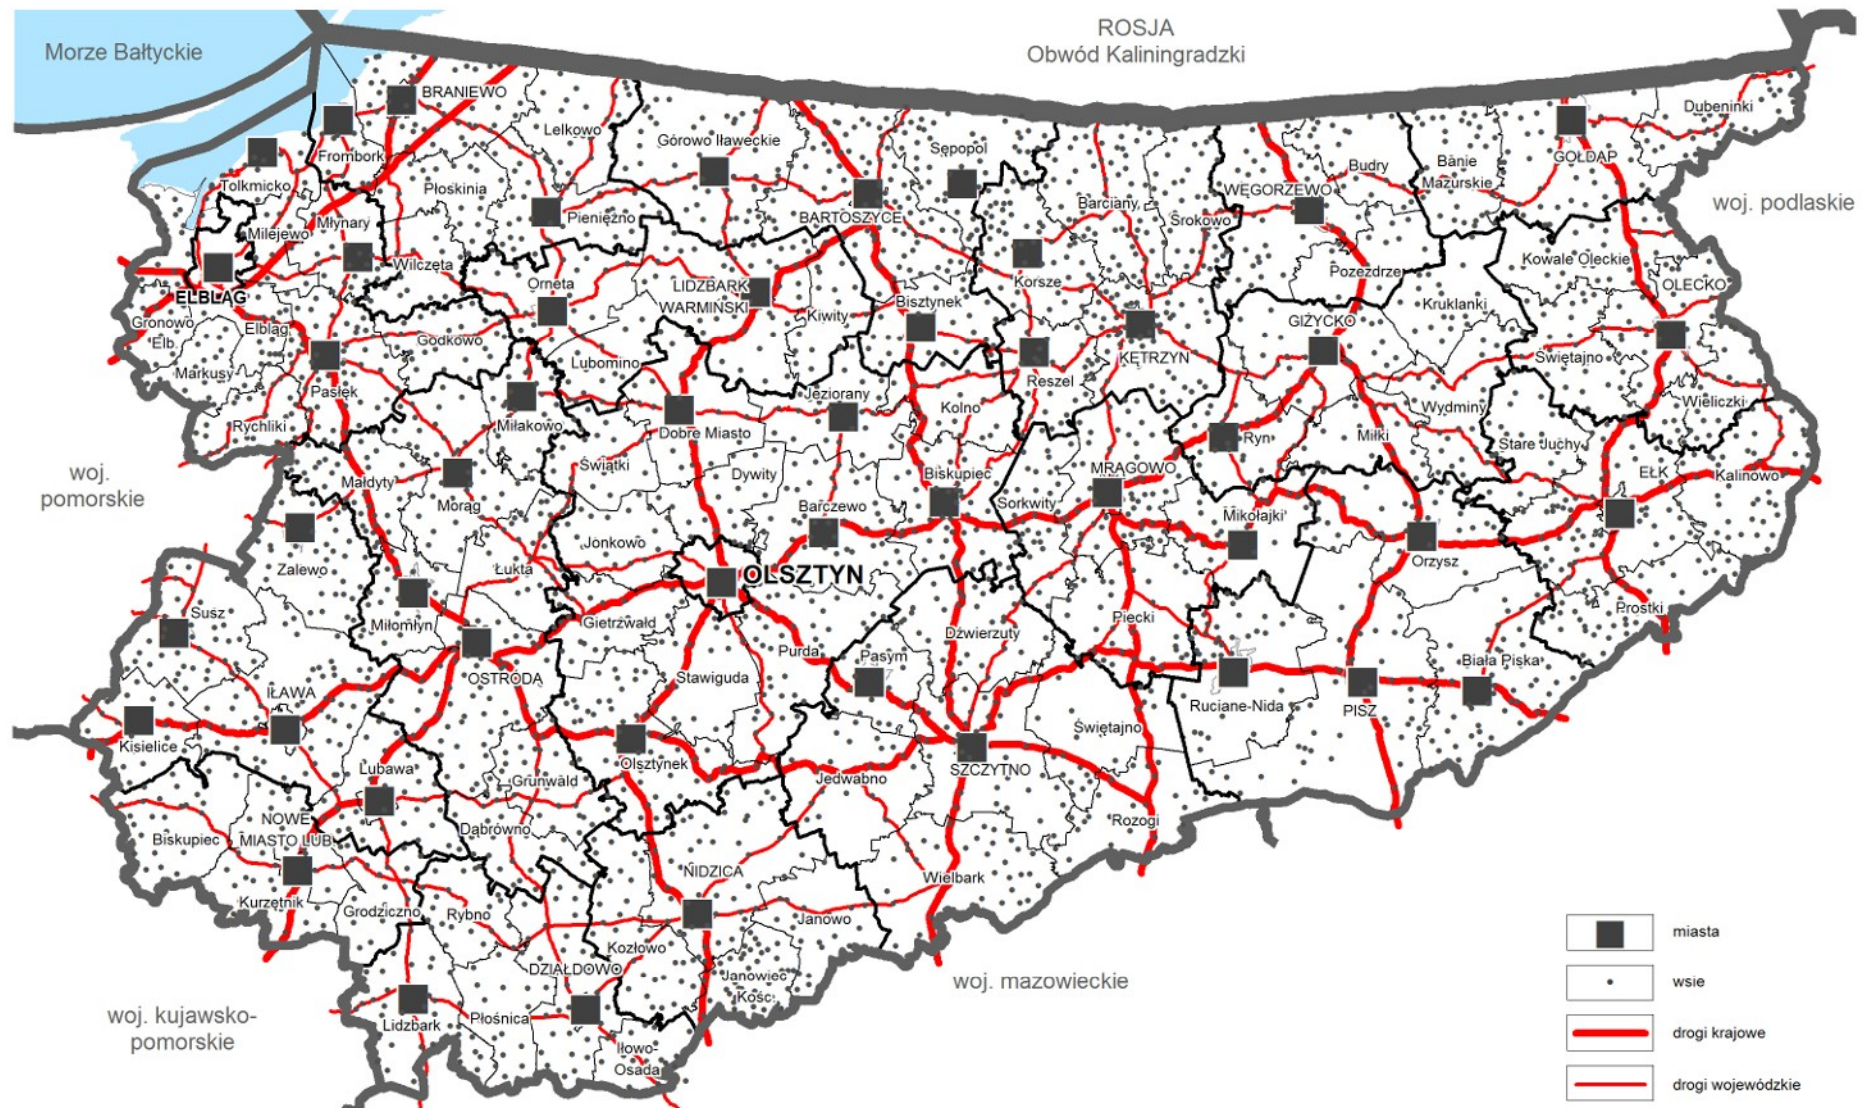 Morze Bałtyckie
ROSJA
Obwód Kaliningradzki
BRANIEWO
Lelkowo
Górowo Iławeckie
Sępopol
Dubeninki
Frombork
GOŁDAP
Budry
Banie
Mazurskie
Tolkmicko
Płoskinia
WĘGORZEWO
woj. podlaskie
Pieniężno
BARTOSZYCE
Barciany
Srokowo
Młynary
Milejewo
Wilczęta
Kowale Oleckie
Pozezdrze
Orneta
LIDZBARK
WARMIŃSKI
Korsze
OLECKO
ELBLĄG
Bisztynek
Kruklanki
Kiwity
Gronowo
Elb.
Elbląg
GIŻYCKO
Godkowo
KĘTRZYN
Świętajno
Lubomino
Markusy
Reszel
Pasłęk
Jeziorany
Kolno
Wydminy
Wieliczki
Rychliki
Miłakowo
Dobre Miasto
Ryn
Miłki
Stare Juchy
Świątki
MRĄGOWO
EŁK
Kalinowo
woj.
pomorskie
Małdyty
Dywity
Biskupiec
Morąg
Barczewo
Sorkwity
Mikołajki
Jonkowo
Zalewo
Łukta
OLSZTYN
Orzysz
Susz
Prostki
Miłomłyn
Gietrzwałd
Piecki
Dźwierzuty
Purda
Pasym
Biała Piska
OSTRÓDA
Stawiguda
IŁAWA
Ruciane-Nida
PISZ
Kisielice
Świętajno
Olsztynek
Lubawa
SZCZYTNO
Jedwabno
Grunwald
NOWE
MIASTO LUB.
Rozogi
Biskupiec
Dąbrówno
NIDZICA
Wielbark
Kurzętnik
Grodziczno
Rybno
Janowo
miasta
Kozłowo
DZIAŁDOWO
Janowiec
Kośc.
woj. mazowieckie
wsie
woj. kujawsko-
pomorskie
Lidzbark
Płośnica
drogi krajowe
Iłowo-
Osada
drogi wojewódzkie